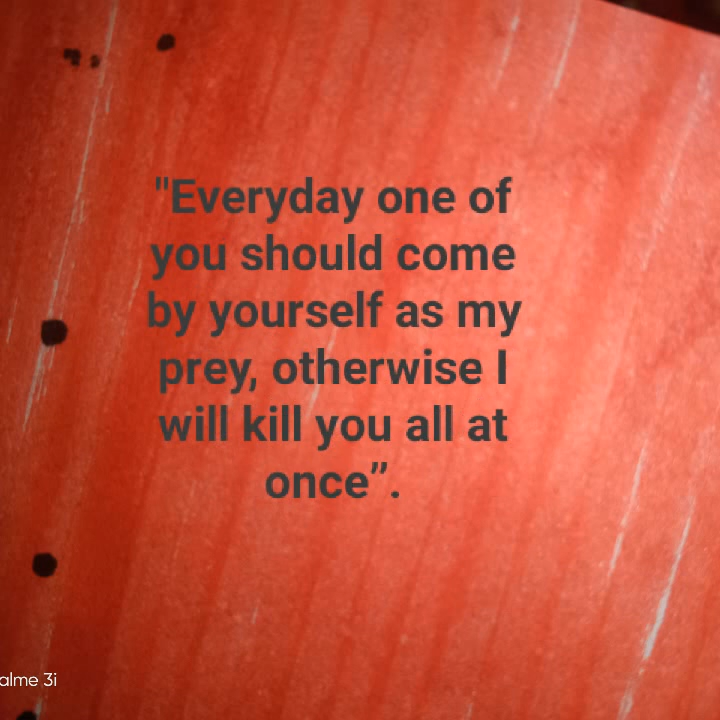 "Everyday one of
you should come
by yourself as my
prey, otherwise I
will kill you all at
once”.
alme 3i